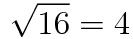 √16 = 4